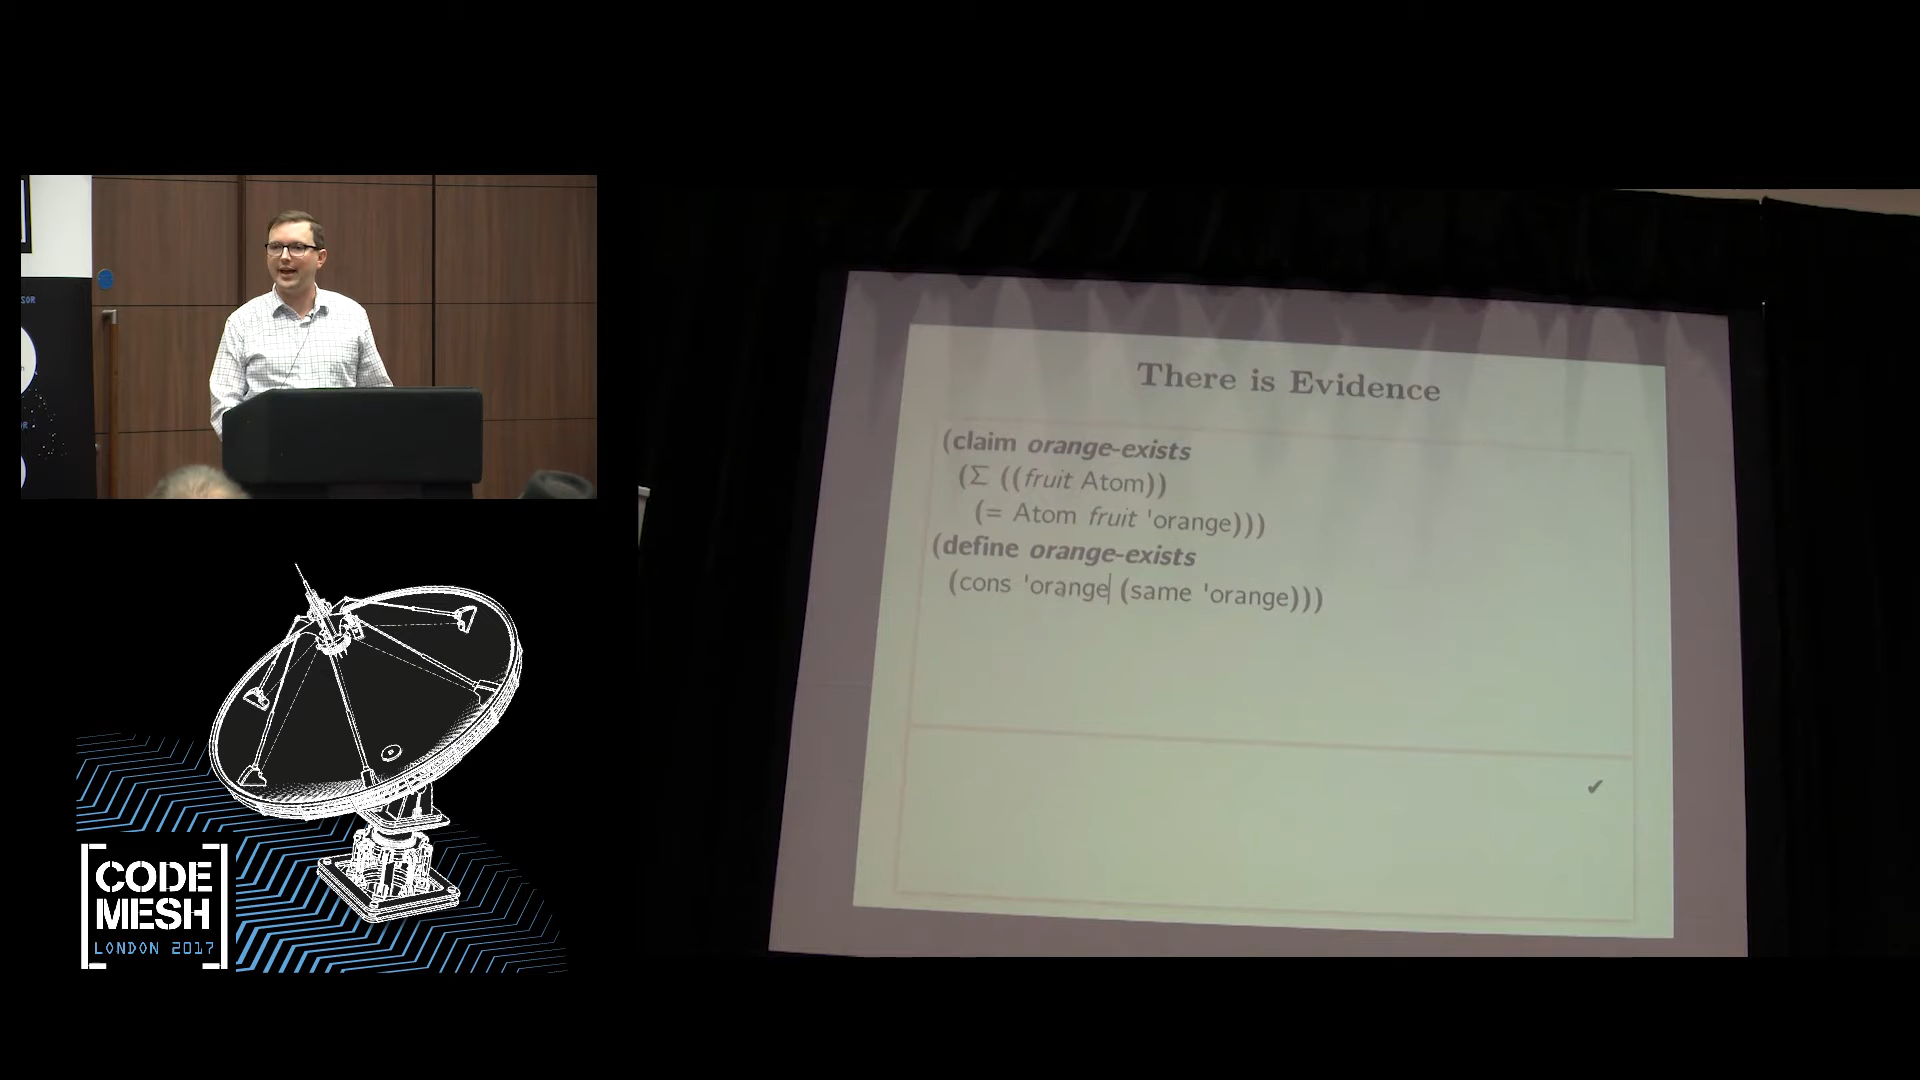 There is Evidence
(claim orange-exists
(Σ ((fruit Atom))
(= Atom fruit 'orange)))
(define orange-exists
(cons 'orange (same 'orange)))
✔
CODE
MESH
LONDON 2017